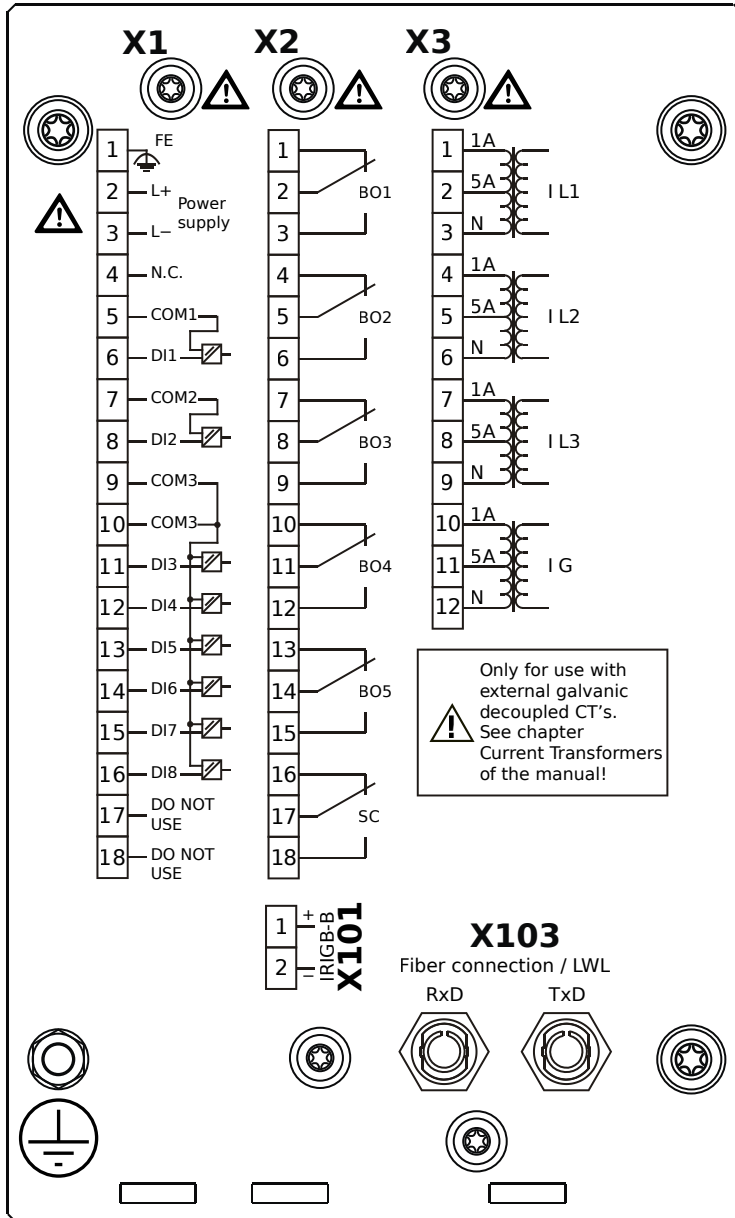 X1
X2
X3
1 FE
2 L+
Power
supply
3 L−
4 N.C.
5 COM1
6 DI1
7 COM2
8 DI2
9 COM3
10 COM3
11 DI3
12 DI4
13 DI5
14 DI6
15 DI7
16 DI8
17 DO NOT
USE
18 DO NOT
USE
1
2 BO1
3
4
5 BO2
6
7
8 BO3
9
10
11 BO4
12
13
14 BO5
15
16
17 SC
18
1 1A
2 5A I L1
3 N
4 1A
5 5A I L2
6 N
7 1A
8 5A I L3
9 N
10 1A
11 5A I G
12 N
Only for use with
external galvanic
decoupled CT's.
See chapter
Current Transformers
of the manual!
1 +
2 −
IRIGB-B
X101
X103
Fiber connection / LWL
RxD
TxD